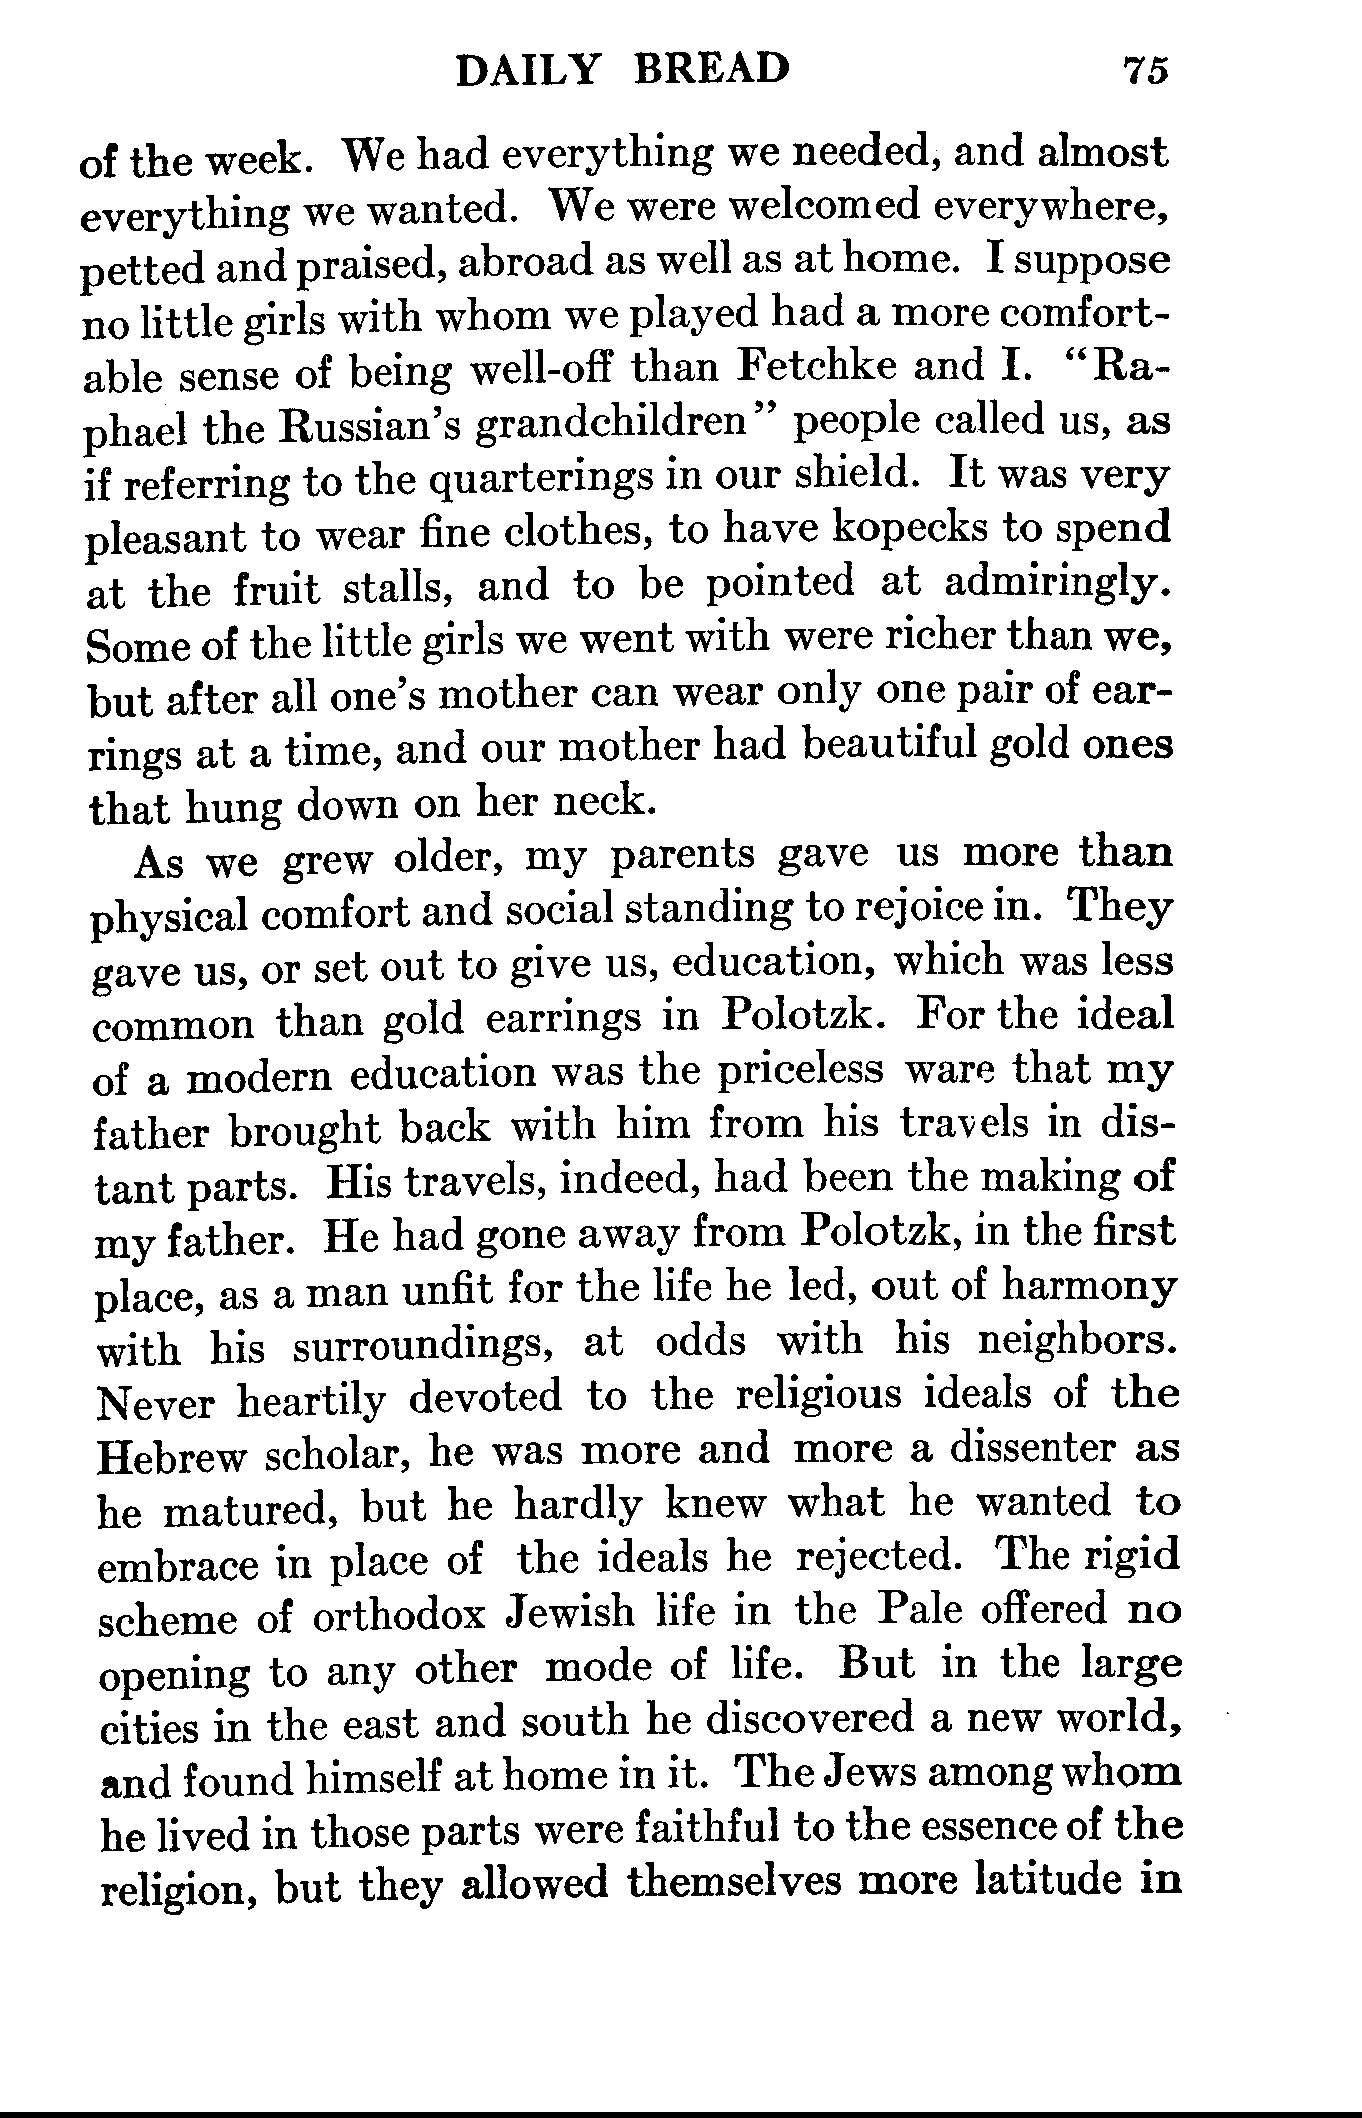 DAILY BREAD 75
of the week. We had everything we needed, and almost
everything we wanted. We were welcomed everywhere,
petted and praised, abroad as well as at home. I suppose
no little girls with whom we played had a more comfort-
able sense of being well-off than Fetchke and I. “Ra-
phael the Russian’s grandchildren” people called us, as
if referring to the quarterings in our shield. It was very
pleasant to wear fine clothes, to have kopecks to spend
at the fruit stalls, and to be pointed at admiringly.
Some of the little girls we went with were richer than we,
but after all one’s mother can wear only one pair of ear-
rings at a time, and our mother had beautiful gold ones
that hung down on her neck.
As we grew older, my parents gave us more than
physical comfort and social standing to rejoice in. They
gave us, or set out to give us, education, which was less
common than gold earrings in Polotzk. For the ideal
of a modern education was the priceless ware that my
father brought back with him from his travels in dis-
tant parts. His travels, indeed, had been the making of
my father. He had gone away from Polotzk, in the first
place, as a man unfit for the life he led, out of harmony
with his surroundings, at odds with his neighbors.
Never heartily devoted to the religious ideals of the
Hebrew scholar, he was more and more a dissenter as
he matured, but he hardly knew what he wanted to
embrace in place of the ideals he rejected. The rigid
scheme of orthodox Jewish life in the Pale offered no
opening to any other mode of life. But in the large
cities in the east and south he discovered a new world,
and found himself at home in it. The Jews among whom
he lived in those parts were faithful to the essence of the
religion, but they allowed themselves more latitude in